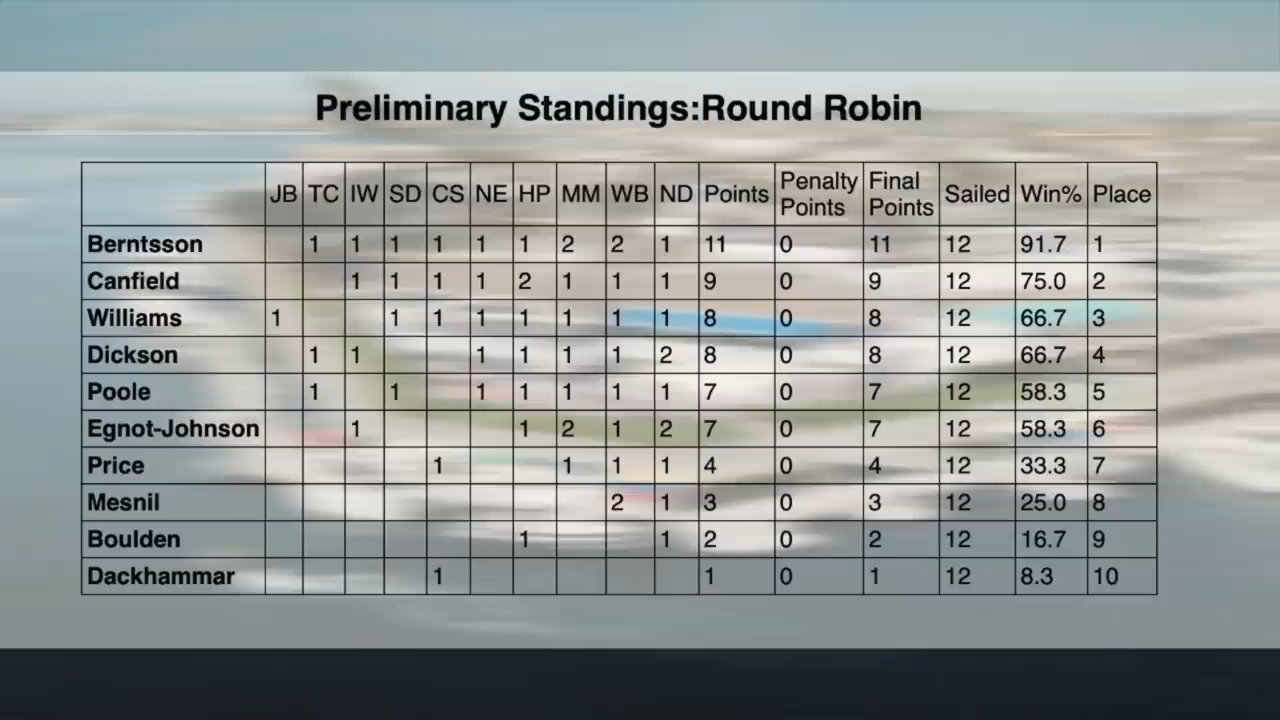 Preliminary Standings:Round Robin
JB TC IW SD CS NE HP MM WB ND Points Penalty Points Final Points Sailed Win% Place
Berntsson 1 1 1 1 1 1 2 2 1 11 0 11 12 91.7 1
Canfield 1 1 1 1 2 1 1 1 9 0 9 12 75.0 2
Williams 1 1 1 1 1 1 1 1 8 0 8 12 66.7 3
Dickson 1 1 1 1 1 1 2 8 0 8 12 66.7 4
Poole 1 1 1 1 1 1 1 7 0 7 12 58.3 5
Egnot-Johnson 1 1 2 1 2 7 0 7 12 58.3 6
Price 1 1 1 1 4 0 4 12 33.3 7
Mesnil 2 1 3 0 3 12 25.0 8
Boulden 1 1 2 0 2 12 16.7 9
Dackhammar 1 1 0 1 12 8.3 10